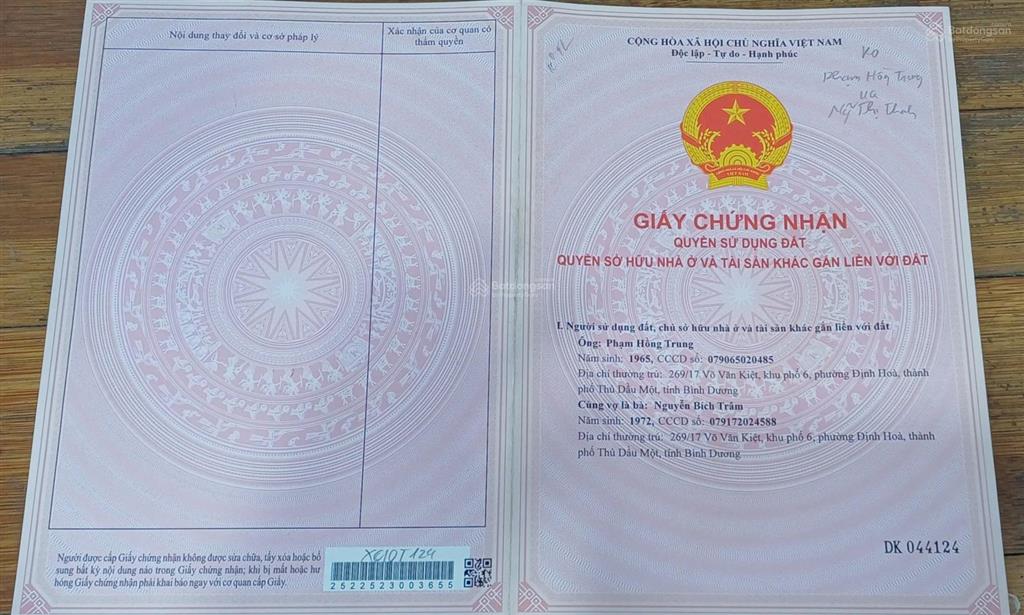 Nội dung thay đổi và cơ sở pháp lý
Xác nhận của cơ quan có
thẩm quyền
Người được cấp Giấy chứng nhận không được sửa chữa, tẩy xóa hoặc bổ
sung bất kỳ nội dung nào trong Giấy chứng nhận; khi bị mất hoặc hư
hỏng Giấy chứng nhận phải khai báo ngay với cơ quan cấp Giấy.
2522523003655
Batdongsan
CỘNG HÒA XÃ HỘI CHỦ NGHĨA VIỆT NAM
Độc lập - Tự do - Hạnh phúc
Phạm Hồng Trung
Batdongsan
GIẤY CHỨNG NHẬN
QUYỀN SỬ DỤNG ĐẤT
QUYỀN SỞ HỮU NHÀ Ở VÀ TÀI SẢN KHÁC GẮN LIỀN VỚI ĐẤT
I. Người sử dụng đất, chủ sở hữu nhà ở và tài sản khác gắn liền với đất
Ông: Phạm Hồng Trung
Năm sinh: 1965, CCCD số: 079065020485
Địa chỉ thường trú: 269/17 Võ Văn Kiệt, khu phố 6, phường Định Hoà, thành
phố Thủ Dầu Một, tỉnh Bình Dương
Cùng vợ là bà: Nguyễn Bích Trâm
Năm sinh: 1972, CCCD số: 079172024588
Địa chỉ thường trú: 269/17 Võ Văn Kiệt, khu phố 6, phường Định Hoà, thành
phố Thủ Dầu Một, tỉnh Bình Dương
DK 044124